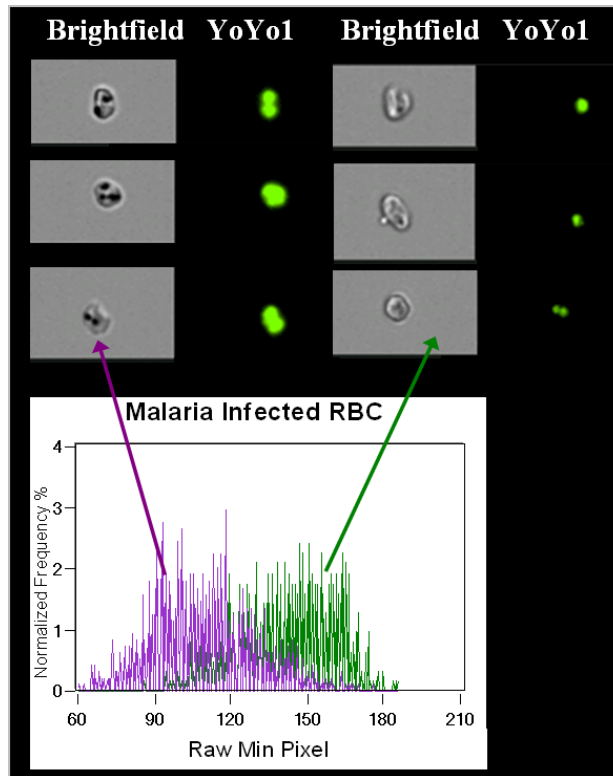 Brightfield YoYo1 Brightfield YoYo1
Malaria Infected RBC
Normalized Frequency %
4
3
2
1
0
60 90 120 150 180 210
Raw Min Pixel